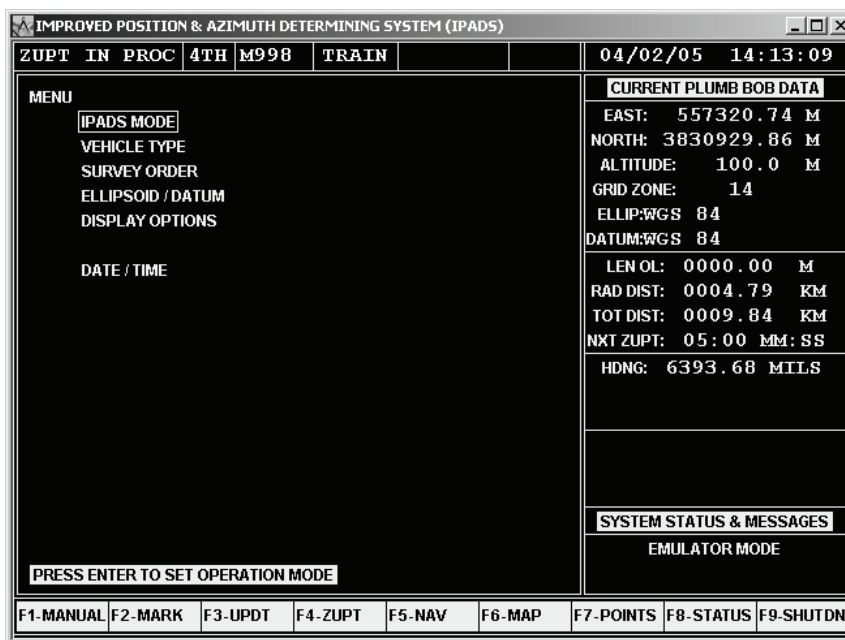 IMPROVED POSITION & AZIMUTH DETERMINING SYSTEM (IPADS)
ZUPT IN PROC 4TH M998 TRAIN 04/02/05 14:13:09
MENU
IPADS MODE
VEHICLE TYPE
SURVEY ORDER
ELLIPSOID / DATUM
DISPLAY OPTIONS
DATE / TIME
PRESS ENTER TO SET OPERATION MODE
CURRENT PLUMB BOB DATA
EAST: 557320.74 M
NORTH: 3830929.86 M
ALTITUDE: 100.0 M
GRID ZONE: 14
ELLIP:WGS 84
DATUM:WGS 84
LEN OL: 0000.00 M
RAD DIST: 0004.79 KM
TOT DIST: 0009.84 KM
NXT ZUPT: 05:00 MM:SS
HDNG: 6393.68 MILS
SYSTEM STATUS & MESSAGES
EMULATOR MODE
F1-MANUAL F2-MARK F3-UPDT F4-ZUPT F5-NAV F6-MAP F7-POINTS F8-STATUS F9-SHUTDN